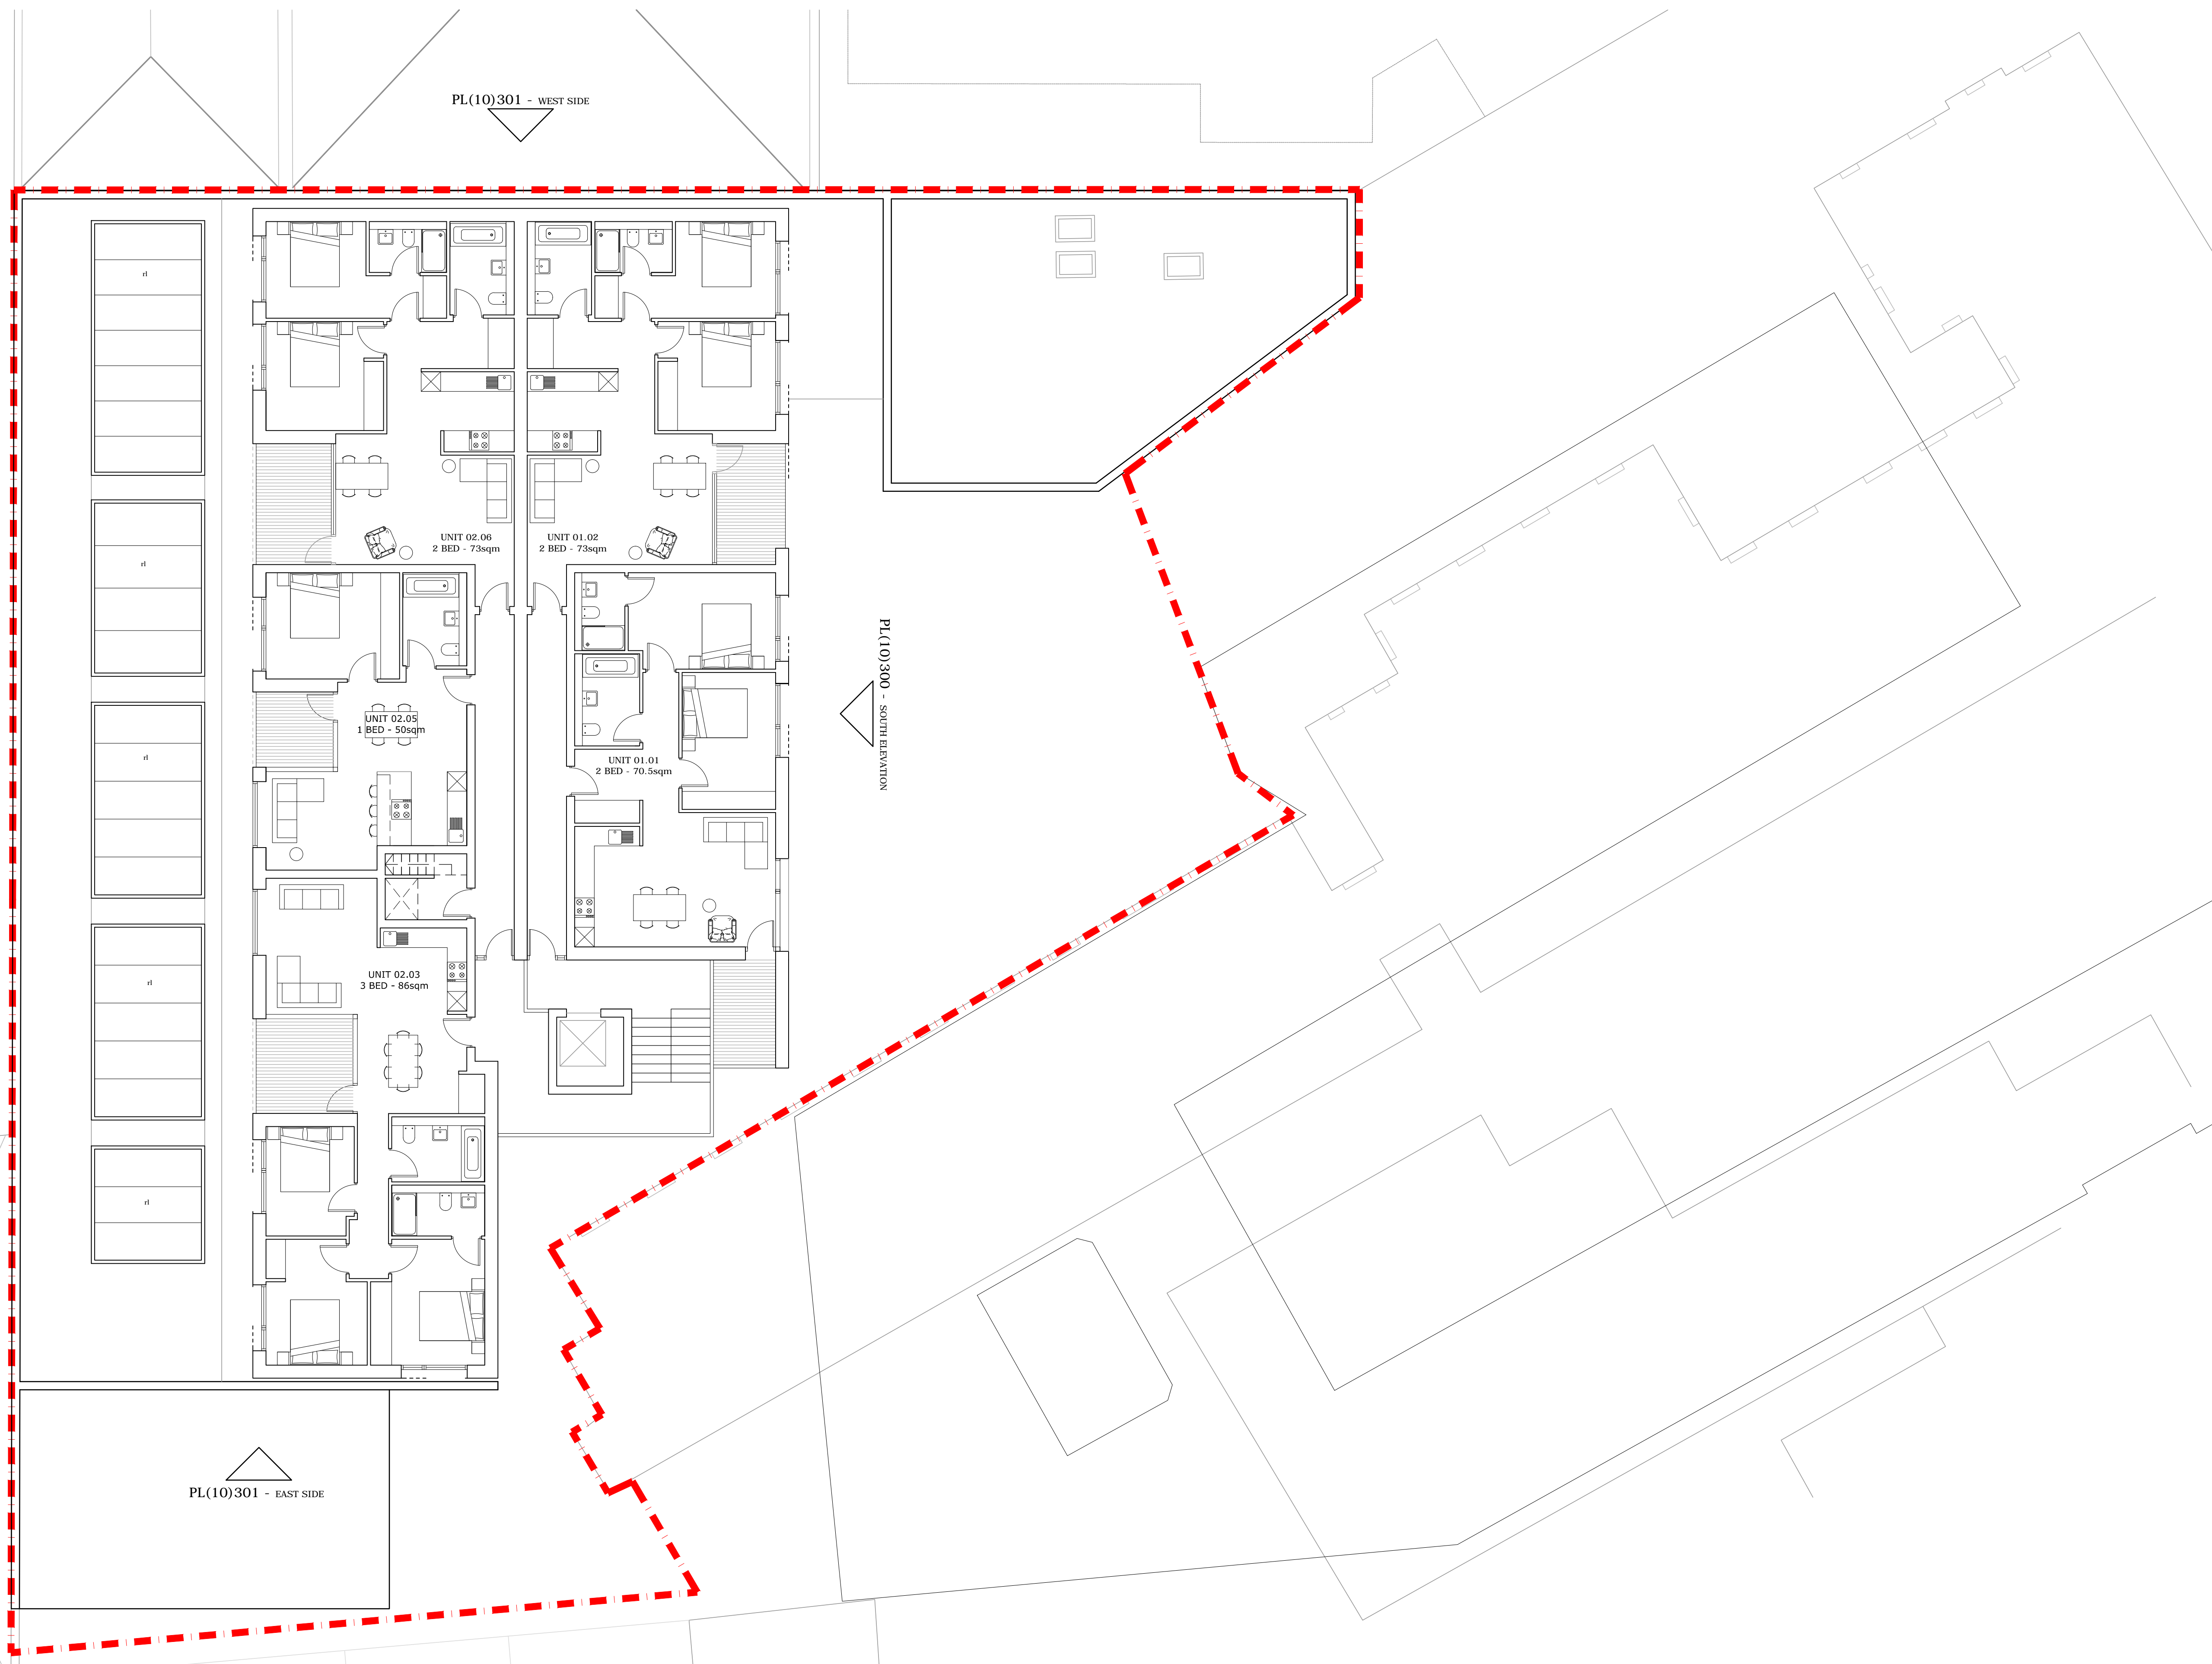 PL(10)301 - WEST SIDE
rl
UNIT 02.06
2 BED - 73sqm
UNIT 01.02
2 BED - 73sqm
rl
PL(10)300 - SOUTH ELEVATION
UNIT 02.05
1 BED - 50sqm
rl
UNIT 01.01
2 BED - 70.5sqm
UNIT 02.03
3 BED - 86sqm
rl
rl
PL(10)301 - EAST SIDE